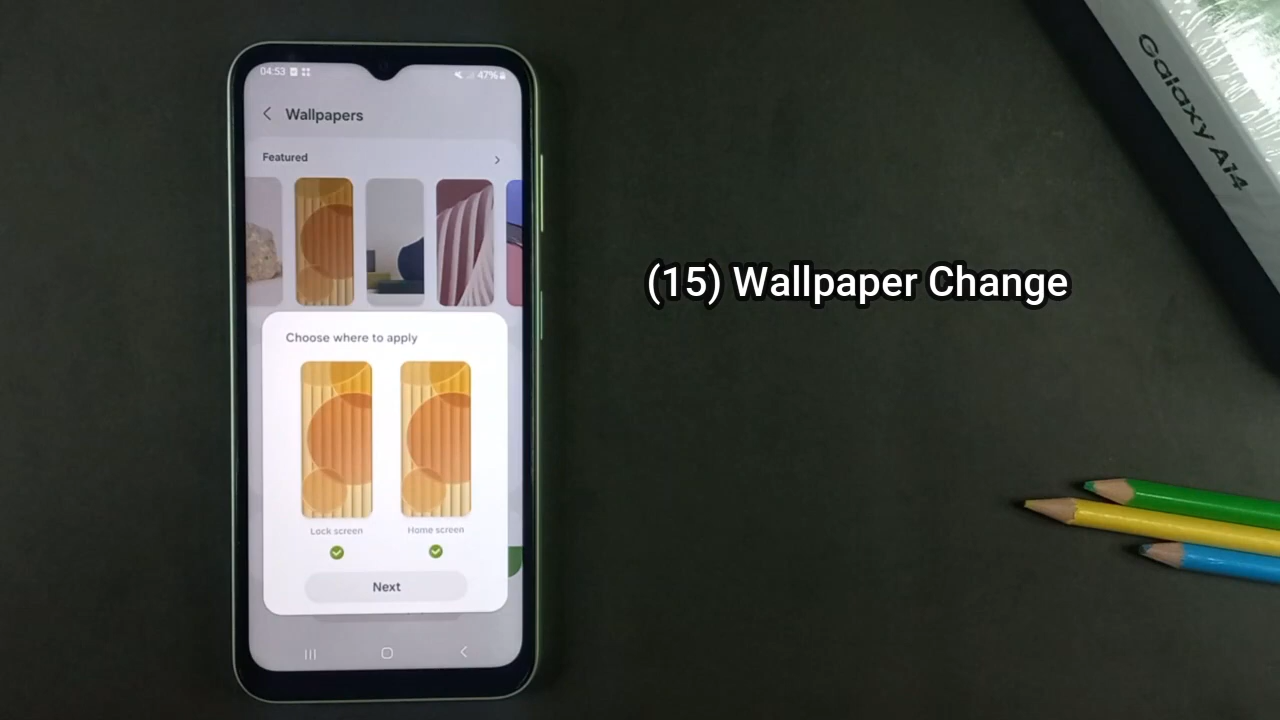 04:53
47%
Wallpapers
Featured
Choose where to apply
Lock screen
Home screen
Next
(15) Wallpaper Change
Galaxy A14